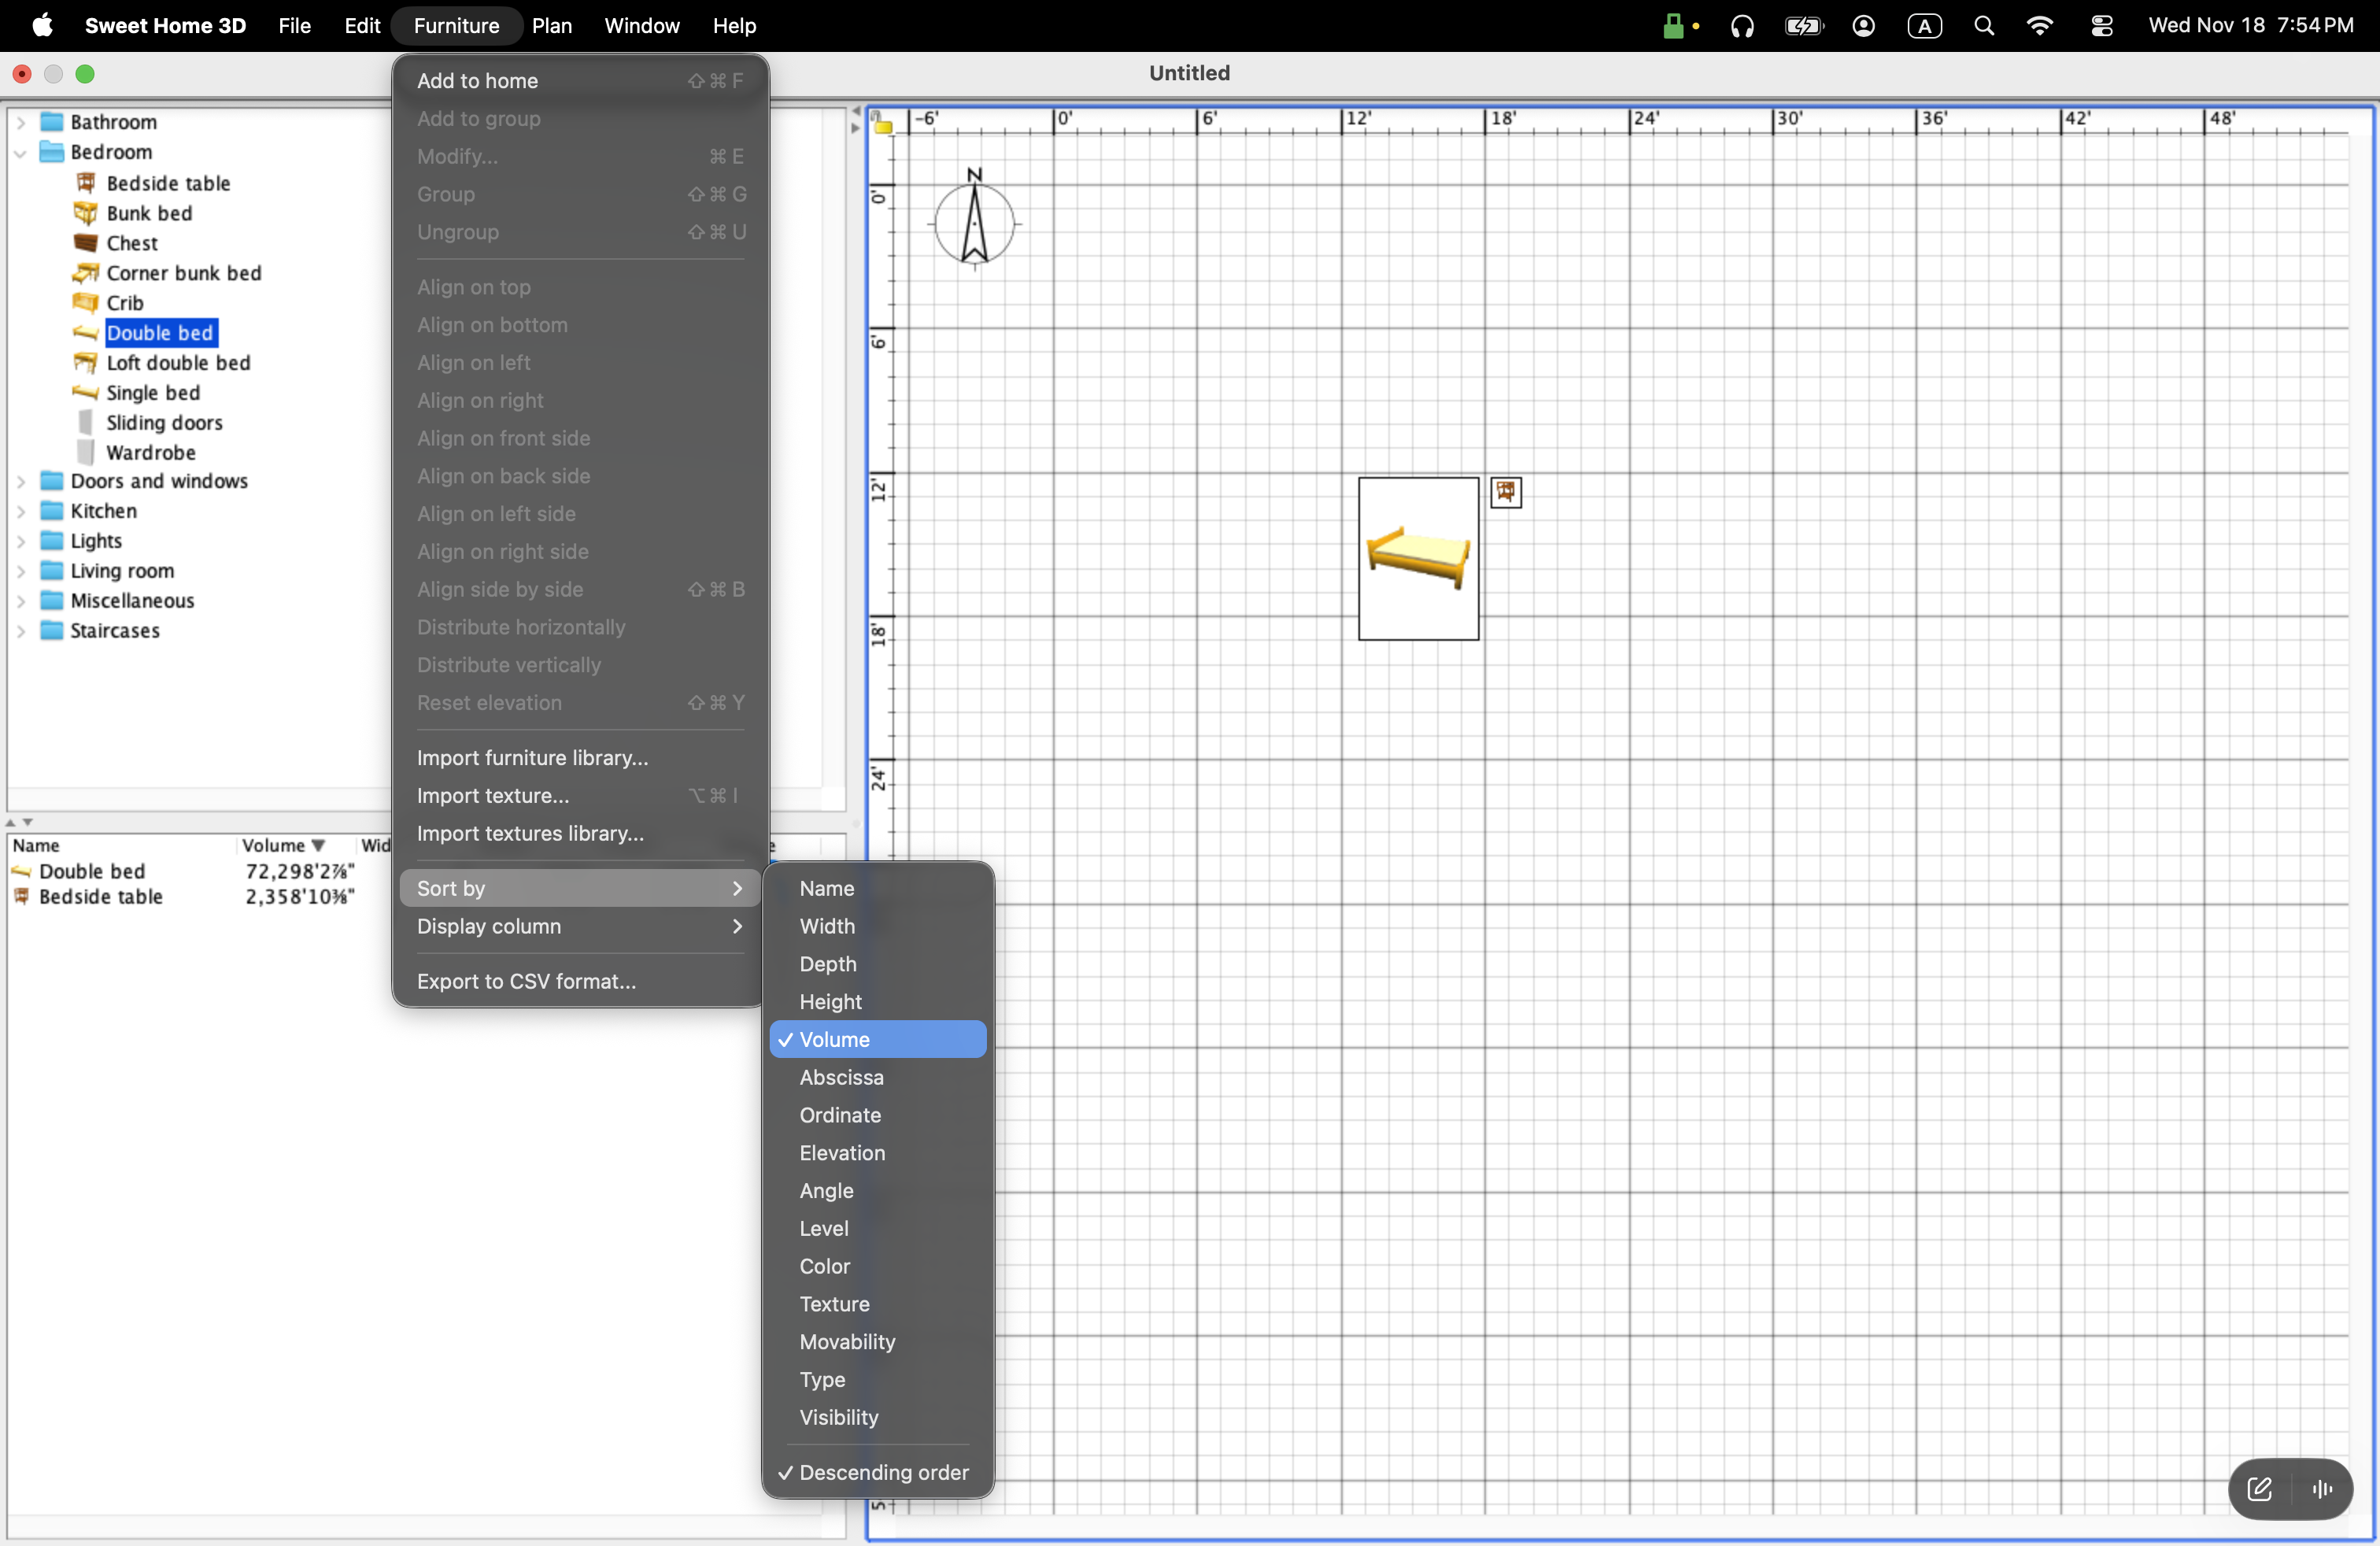 Sweet Home 3D File Edit Furniture Plan Window Help A Wed Nov 18 7:54 PM
Untitled
Bathroom
Bedroom
Bedside table
Bunk bed
Chest
Corner bunk bed
Crib
Double bed
Loft double bed
Single bed
Sliding doors
Wardrobe
Doors and windows
Kitchen
Lights
Living room
Miscellaneous
Staircases
Name Volume Wid
Double bed 72,298'2⅞"
Bedside table 2,358'10⅜"
Add to home ⇧⌘F
Add to group
Modify... ⌘E
Group ⇧⌘G
Ungroup ⇧⌘U
Align on top
Align on bottom
Align on left
Align on right
Align on front side
Align on back side
Align on left side
Align on right side
Align side by side ⇧⌘B
Distribute horizontally
Distribute vertically
Reset elevation ⇧⌘Y
Import furniture library...
Import texture... ⌥⌘I
Import textures library...
Sort by
Display column
Export to CSV format...
Name
Width
Depth
Height
✓ Volume
Abscissa
Ordinate
Elevation
Angle
Level
Color
Texture
Movability
Type
Visibility
✓ Descending order
-6' 0' 6' 12' 18' 24' 30' 36' 42' 48'
N
0'
6'
12'
18'
24'